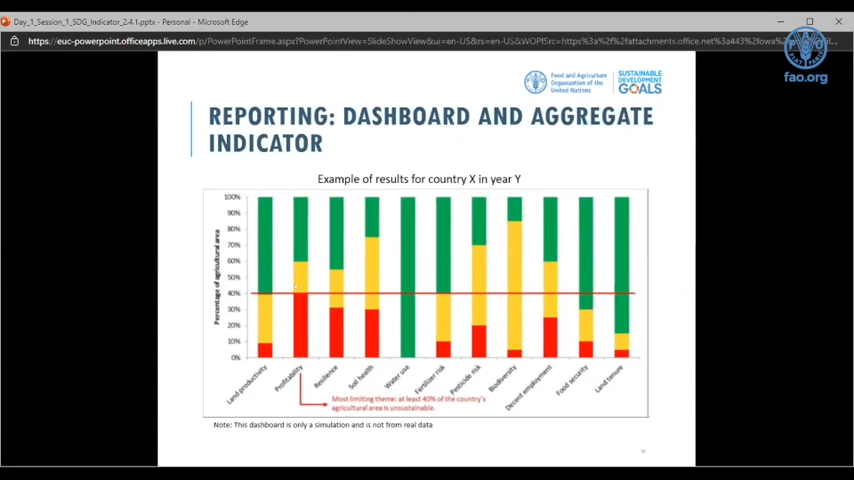 Day_1_Session_1_SDG_Indicator_2.4.1.pptx - Personal - Microsoft Edge
https://euc-powerpoint.officeapps.live.com/p/PowerPointFrame.aspx?PowerPointView=SlideShowView&ui=en-US&rs=en-US&WOPISrc=https%3a%2f%2fattachments.office.net%3a443%2fowa%2
fao.org
Food and Agriculture
Organization of the
United Nations
SUSTAINABLE
DEVELOPMENT
GOALS
REPORTING: DASHBOARD AND AGGREGATE
INDICATOR
Example of results for country X in year Y
Percentage of agricultural area
100%
90%
80%
70%
60%
50%
40%
30%
20%
10%
0%
Land productivity
Profitability
Resilience
Soil health
Water use
Fertilizer risk
Pesticide risk
Biodiversity
Decent employment
Food security
Land tenure
Most limiting theme: at least 40% of the country's
agricultural area is unsustainable.
Note: This dashboard is only a simulation and is not from real data